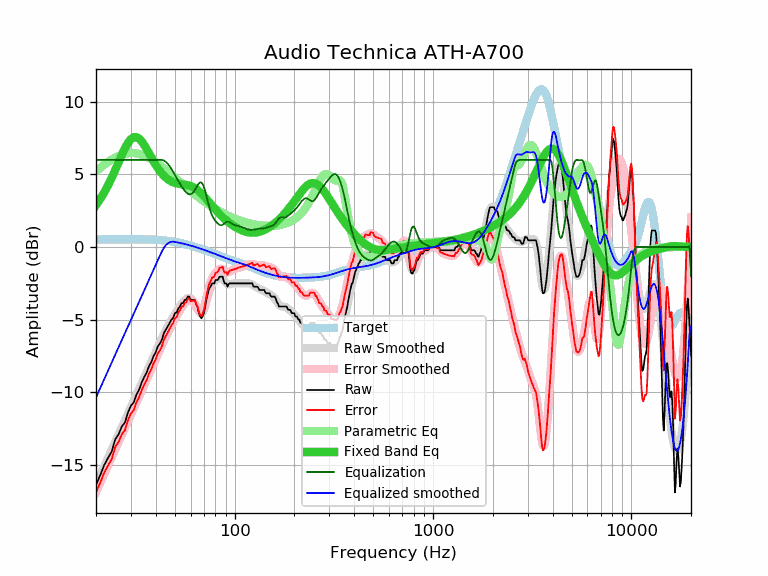 Audio Technica ATH-A700
Amplitude (dBr)
10
5
0
−5
−10
−15
Target
Raw Smoothed
Error Smoothed
Raw
Error
Parametric Eq
Fixed Band Eq
Equalization
Equalized smoothed
100
1000
10000
Frequency (Hz)